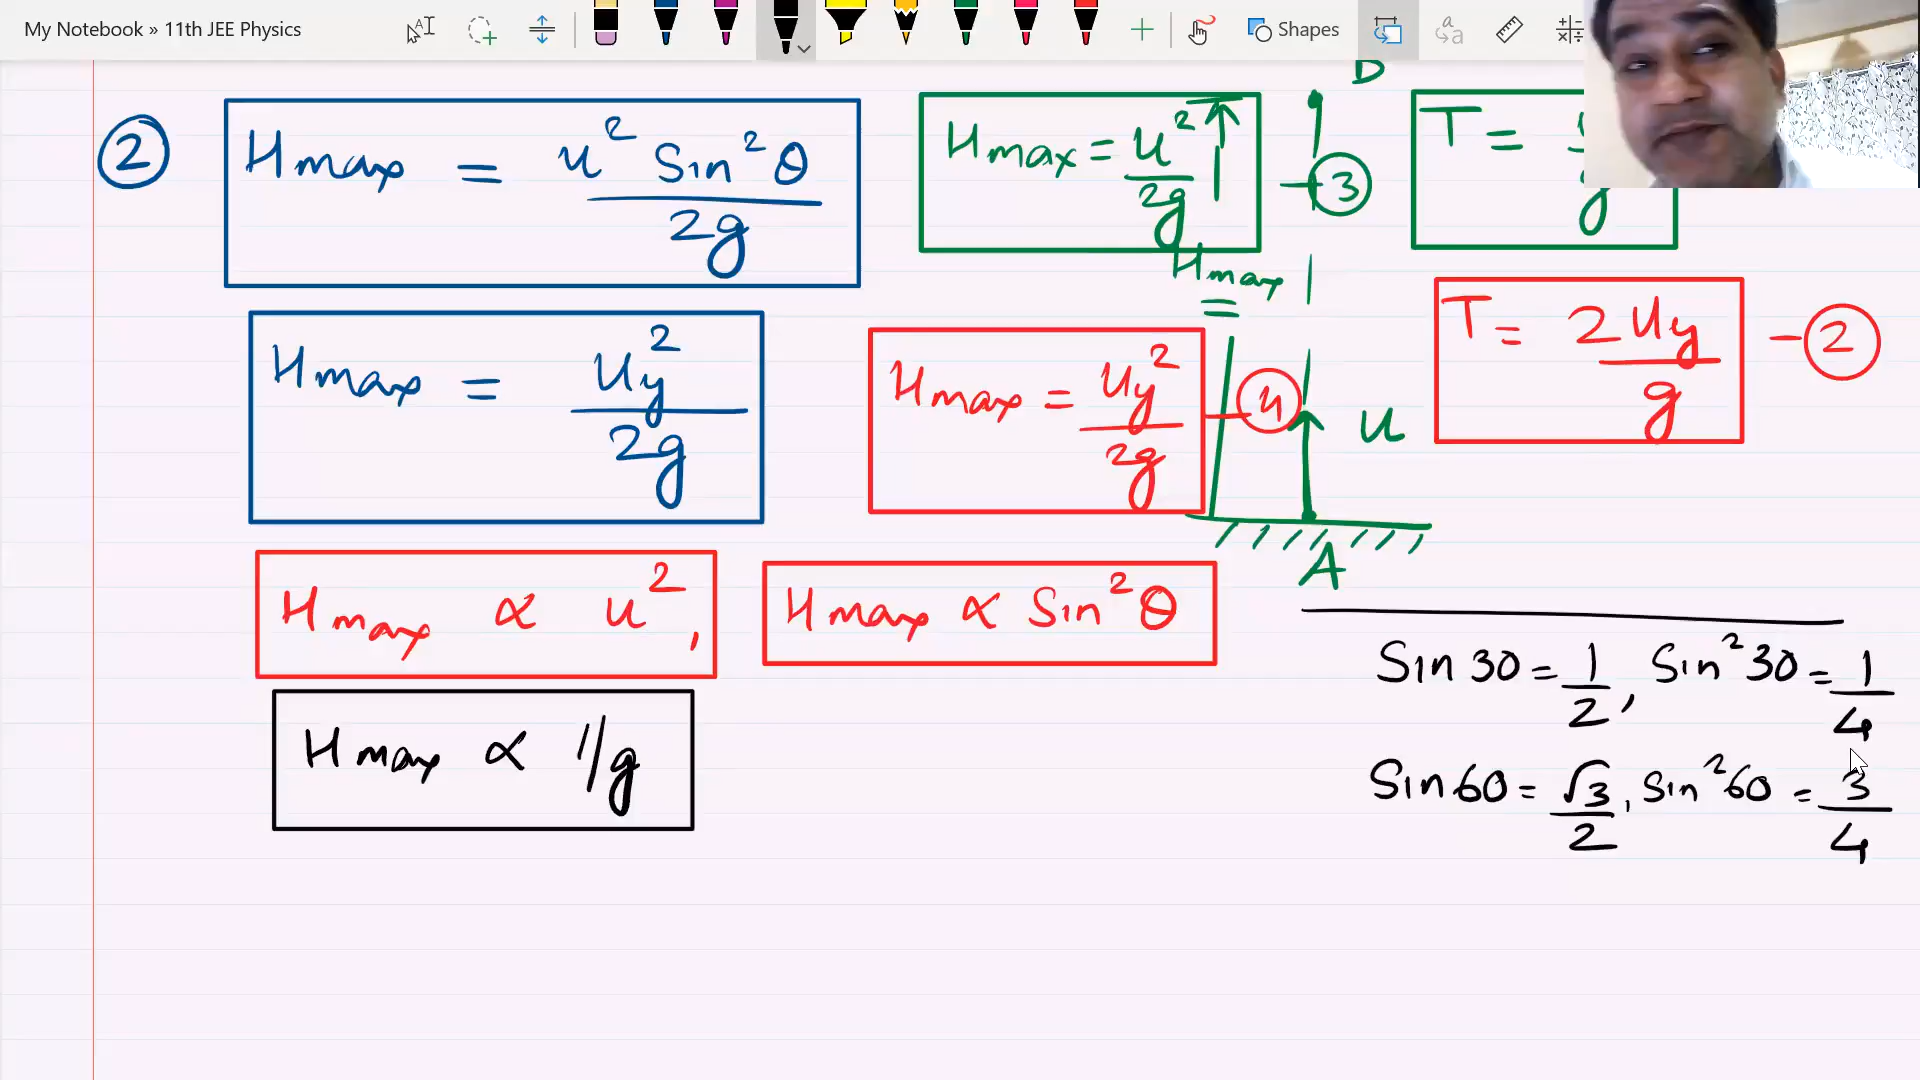 My Notebook » 11th JEE Physics
Shapes
② Hmax = u² Sin²θ / 2g
Hmax = u² / 2g - ③
T = g
B
Hmax =
Hmax = uy² / 2g
Hmax = uy² / 2g - ④
u
T = 2uy / g - ②
A
Hmax ∝ u²,
Hmax ∝ Sin²θ
Hmax ∝ 1/g
Sin 30 = 1/2, Sin²30 = 1/4
Sin 60 = √3/2, Sin²60 = 3/4